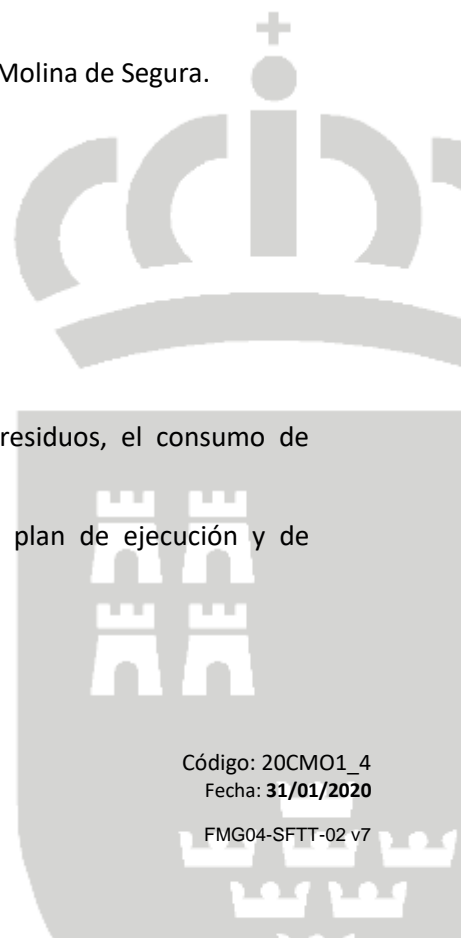 Molina de Segura.
residuos, el consumo de
plan de ejecución y de
Código: 20CMO1_4
Fecha: 31/01/2020
FMG04-SFTT-02 v7